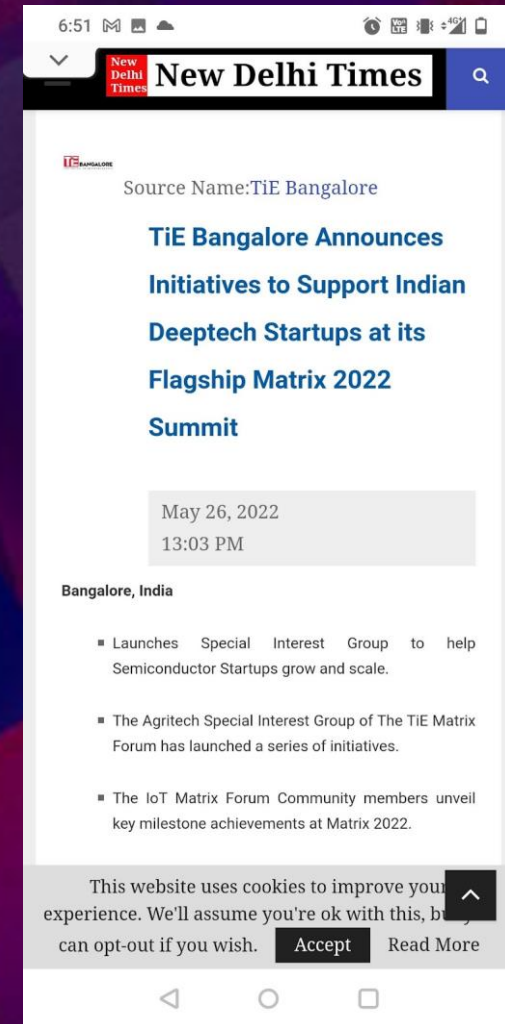 6:51
VoLTE
4G
New Delhi Times
New Delhi Times
TiE BANGALORE
Source Name:TiE Bangalore
TiE Bangalore Announces
Initiatives to Support Indian
Deeptech Startups at its
Flagship Matrix 2022
Summit
May 26, 2022
13:03 PM
Bangalore, India
Launches Special Interest Group to help
Semiconductor Startups grow and scale.
The Agritech Special Interest Group of The TiE Matrix
Forum has launched a series of initiatives.
The IoT Matrix Forum Community members unveil
key milestone achievements at Matrix 2022.
This website uses cookies to improve your
experience. We'll assume you're ok with this,
can opt-out if you wish. Accept Read More